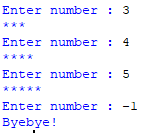 Enter number : 3
***
Enter number : 4
****
Enter number : 5
*****
Enter number : -1
Byebye!